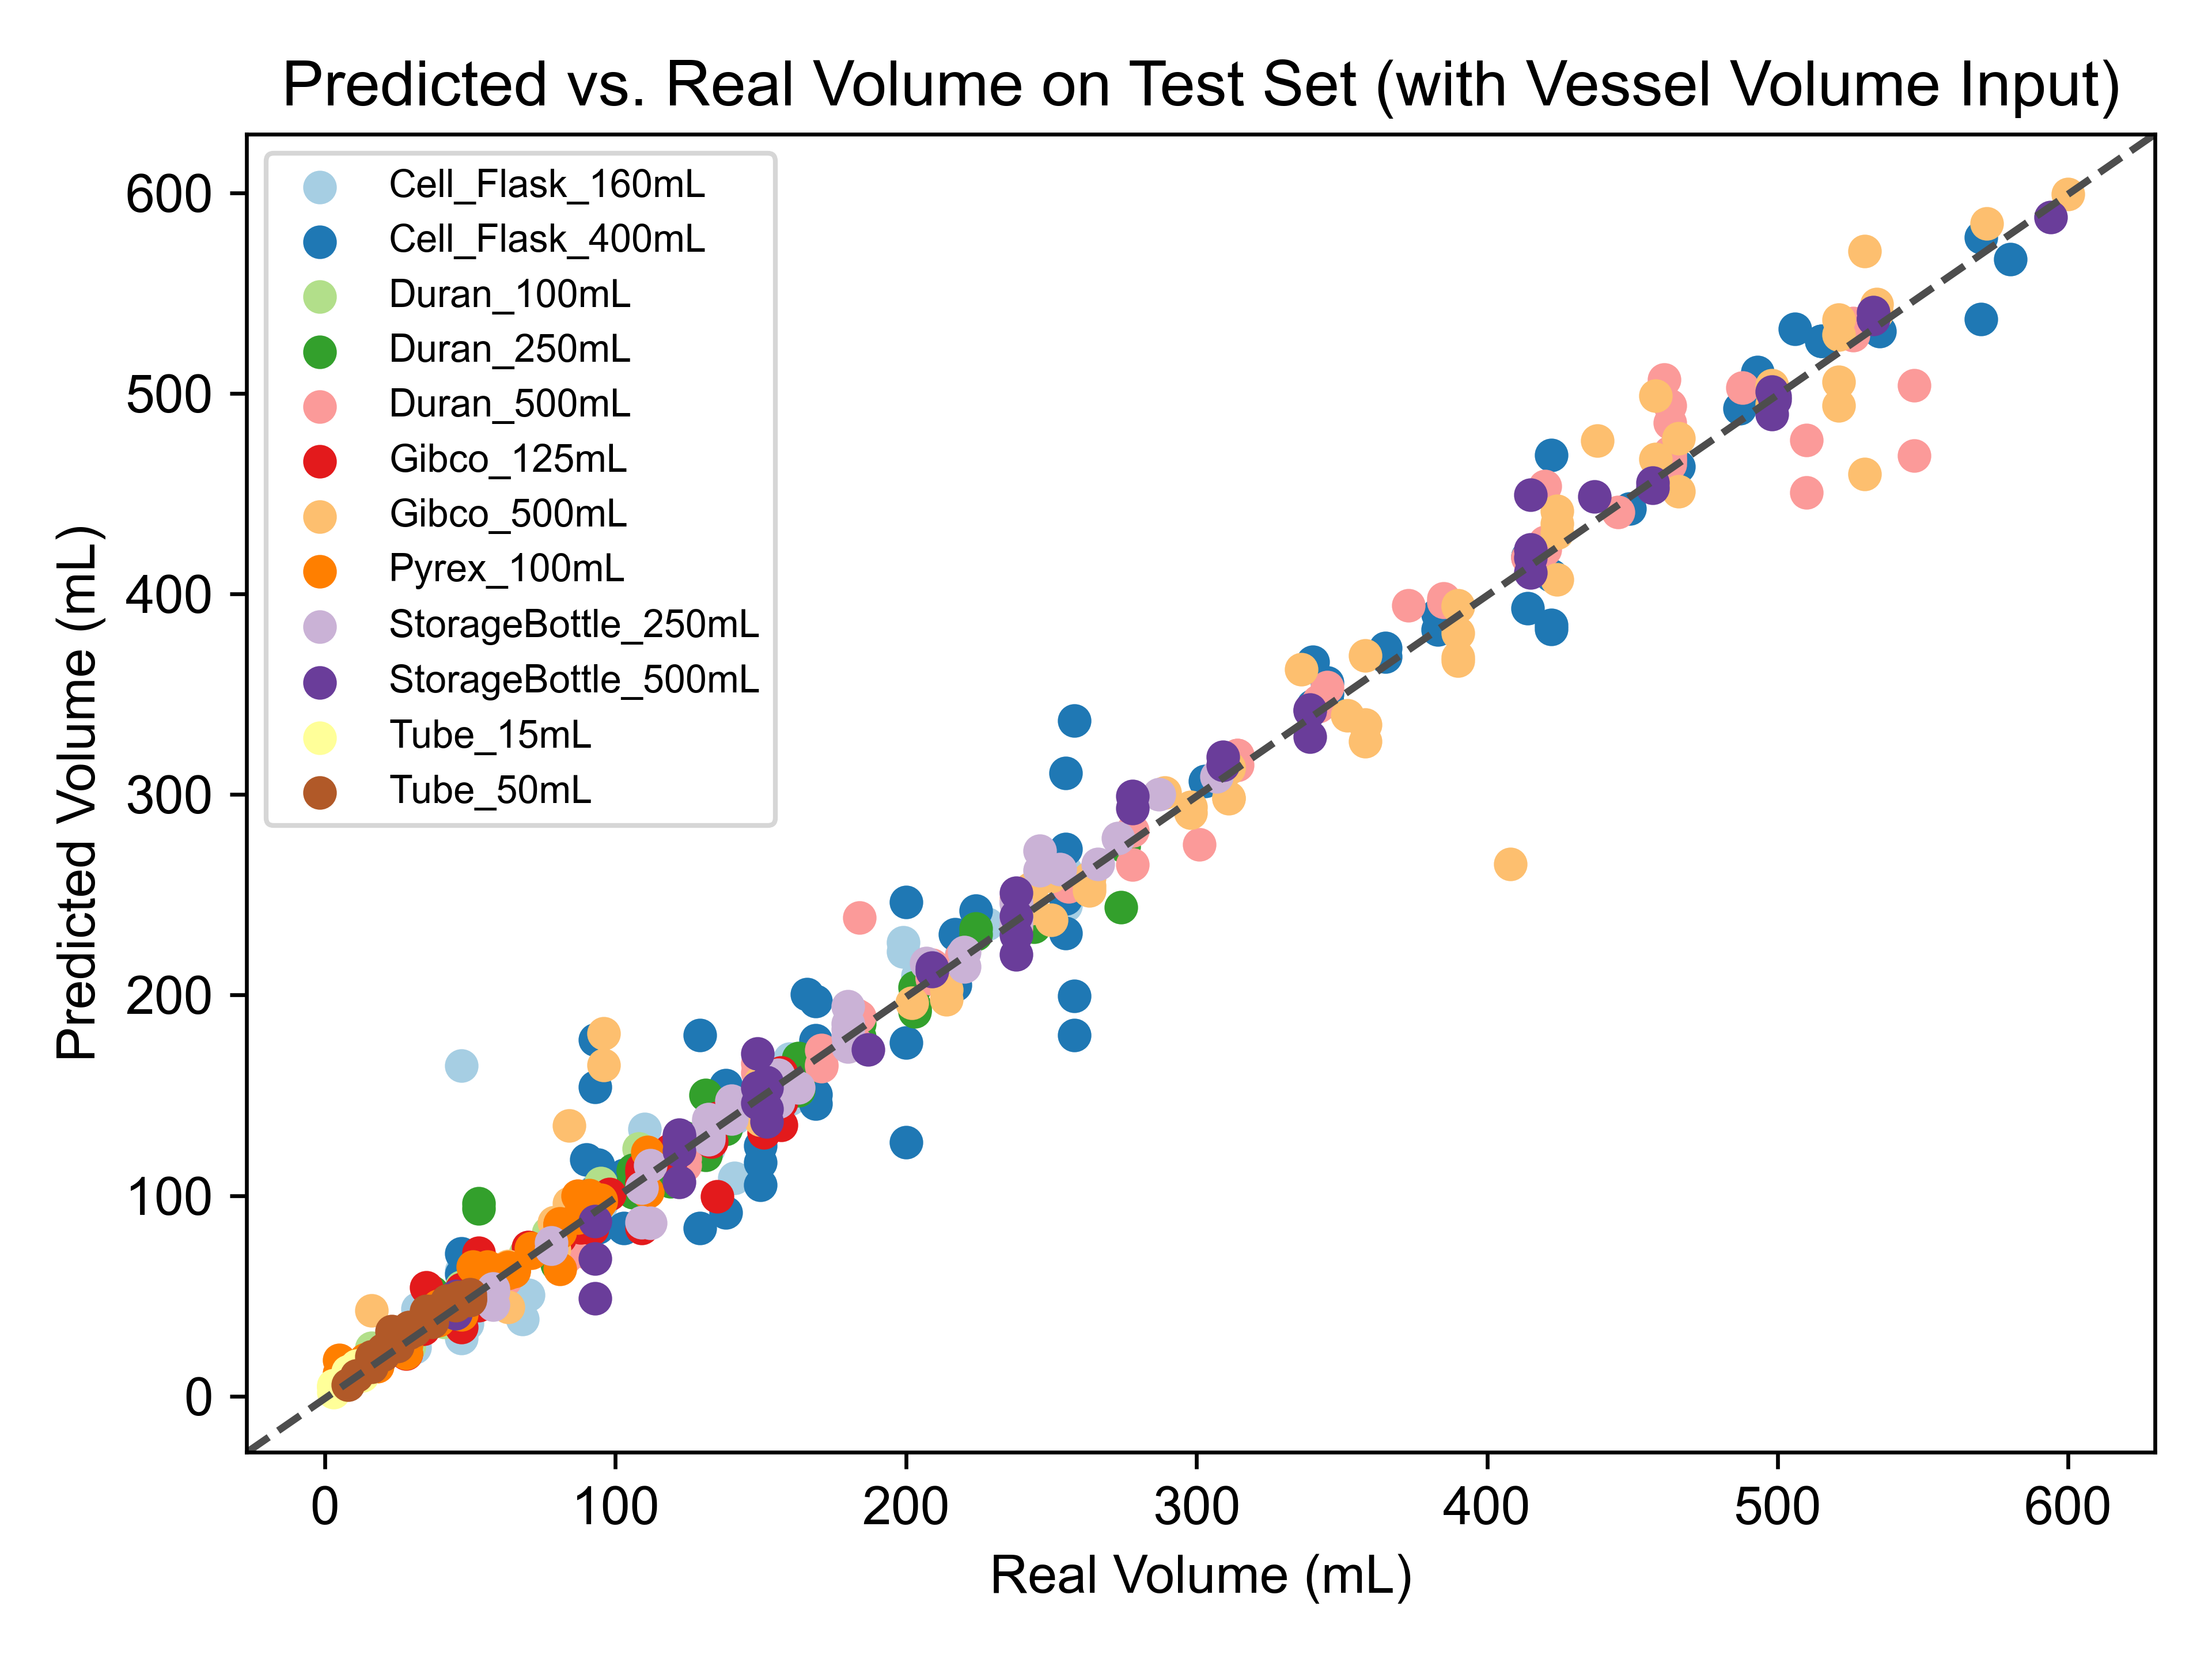 Predicted vs. Real Volume on Test Set (with Vessel Volume Input)
Cell_Flask_160mL
Cell_Flask_400mL
Duran_100mL
Duran_250mL
Duran_500mL
Gibco_125mL
Gibco_500mL
Pyrex_100mL
StorageBottle_250mL
StorageBottle_500mL
Tube_15mL
Tube_50mL
Predicted Volume (mL)
600
500
400
300
200
100
0
0 100 200 300 400 500 600
Real Volume (mL)